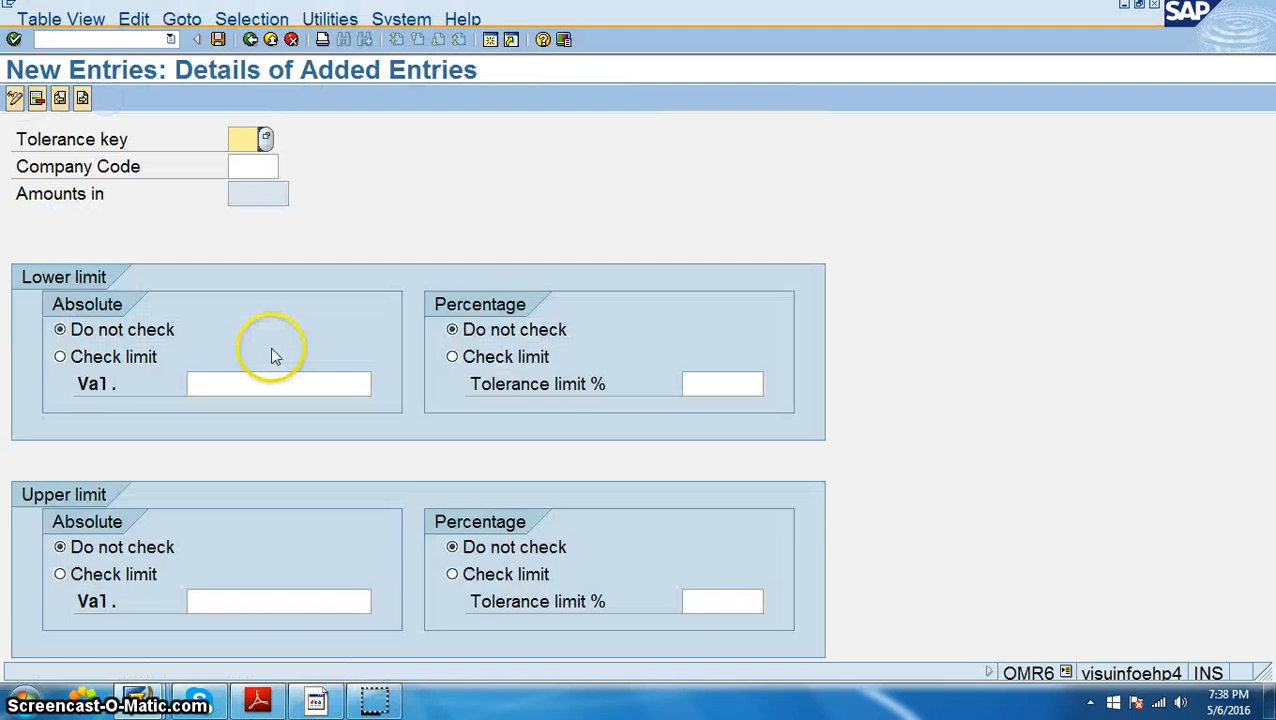 Table View Edit Goto Selection Utilities System Help
SAP
New Entries: Details of Added Entries
Tolerance key
Company Code
Amounts in
Lower limit
Absolute Percentage
Do not check Do not check
Check limit Check limit
Val. Tolerance limit %
Upper limit
Absolute Percentage
Do not check Do not check
Check limit Check limit
Val. Tolerance limit %
OMR6 visuinfoehp4 INS
Screencast-O-Matic.com
7:38 PM
5/6/2016